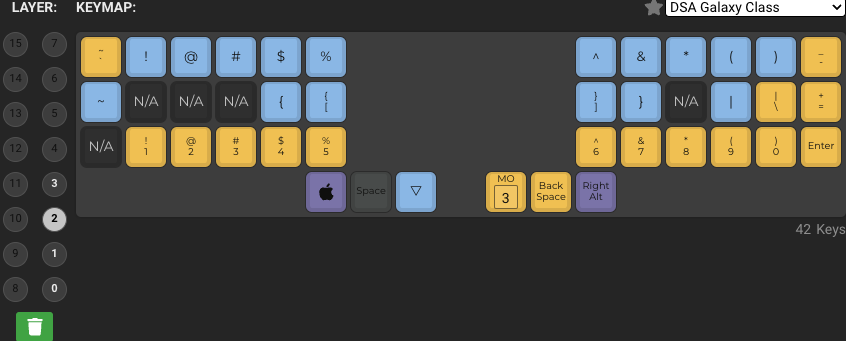 LAYER: KEYMAP: DSA Galaxy Class
15 7
14 6
13 5
12 4
11 3
10 2
9 1
8 0
~ ` ! @ # $ % ^ & * ( ) _ -
~ N/A N/A N/A { { [ } ] } N/A | | \ + =
N/A ! 1 @ 2 # 3 $ 4 % 5 ^ 6 & 7 * 8 ( 9 ) 0 Enter
Space ▽ MO 3 Back Space Right Alt
42 Keys